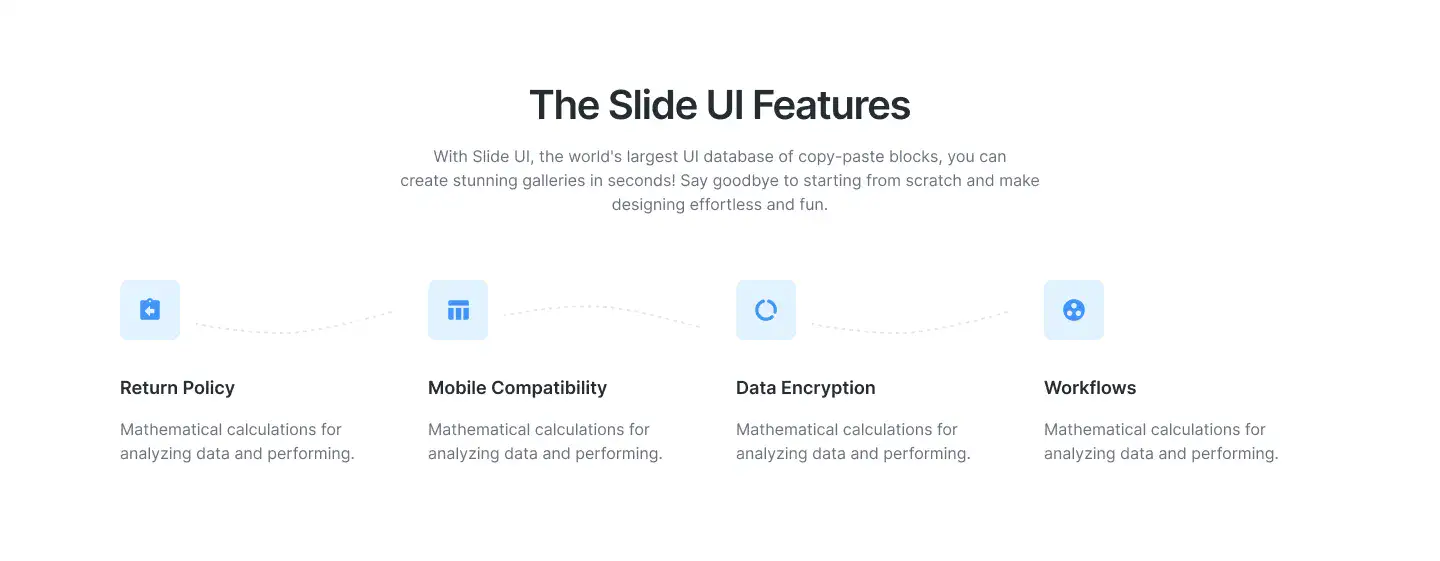 The Slide UI Features
With Slide UI, the world's largest UI database of copy-paste blocks, you can
create stunning galleries in seconds! Say goodbye to starting from scratch and make
designing effortless and fun.
Return Policy
Mathematical calculations for
analyzing data and performing.
Mobile Compatibility
Mathematical calculations for
analyzing data and performing.
Data Encryption
Mathematical calculations for
analyzing data and performing.
Workflows
Mathematical calculations for
analyzing data and performing.